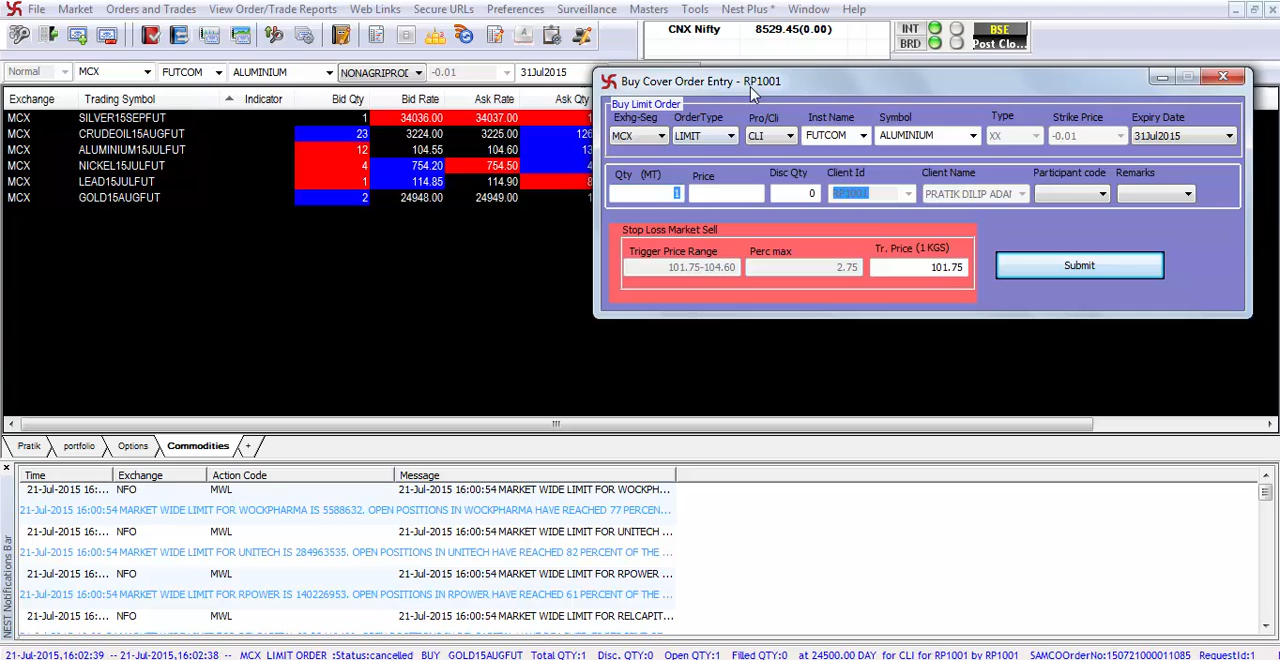 File Market Orders and Trades View Order/Trade Reports Web Links Secure URLs Preferences Surveillance Masters Tools Nest Plus* Window Help
CNX Nifty 8529.45(0.00)
INT BSE
BRD Post Clo...
Normal MCX FUTCOM ALUMINIUM NONAGRIPROD -0.01 31Jul2015
Exchange Trading Symbol Indicator Bid Qty Bid Rate Ask Rate Ask Qty
MCX SILVER15SEPFUT 1 34036.00 34037.00 1
MCX CRUDEOIL15AUGFUT 23 3224.00 3225.00 126
MCX ALUMINIUM15JULFUT 12 104.55 104.60 13
MCX NICKEL15JULFUT 4 754.20 754.50
MCX LEAD15JULFUT 1 114.85 114.90 8
MCX GOLD15AUGFUT 2 24948.00 24949.00 1
Buy Cover Order Entry - RP1001
Buy Limit Order
Exhg-Seg OrderType Pro/Cli Inst Name Symbol Type Strike Price Expiry Date
MCX LIMIT CLI FUTCOM ALUMINIUM XX -0.01 31Jul2015
Qty (MT) Price Disc Qty Client Id Client Name Participant code Remarks
1 0 RP1001 PRATIK DILIP ADAN
Stop Loss Market Sell
Trigger Price Range Perc max Tr. Price (1 KGS)
101.75-104.60 2.75 101.75
Submit
Pratik portfolio Options Commodities +
NEST Notifications Bar
Time Exchange Action Code Message
21-Jul-2015 16:0... NFO MWL 21-Jul-2015 16:00:54 MARKET WIDE LIMIT FOR WOCKPH...
21-Jul-2015 16:00:54 MARKET WIDE LIMIT FOR WOCKPHARMA IS 5588632. OPEN POSITIONS IN WOCKPHARMA HAVE REACHED 77 PERCEN...
21-Jul-2015 16:0... NFO MWL 21-Jul-2015 16:00:54 MARKET WIDE LIMIT FOR UNITECH ...
21-Jul-2015 16:00:54 MARKET WIDE LIMIT FOR UNITECH IS 284963535. OPEN POSITIONS IN UNITECH HAVE REACHED 82 PERCENT OF THE ...
21-Jul-2015 16:0... NFO MWL 21-Jul-2015 16:00:54 MARKET WIDE LIMIT FOR RPOWER ...
21-Jul-2015 16:00:54 MARKET WIDE LIMIT FOR RPOWER IS 140226953. OPEN POSITIONS IN RPOWER HAVE REACHED 61 PERCENT OF THE ...
21-Jul-2015 16:0... NFO MWL 21-Jul-2015 16:00:54 MARKET WIDE LIMIT FOR RELCAPIT...
21-Jul-2015,16:02:39 -- 21-Jul-2015,16:02:38 -- MCX LIMIT ORDER :Status:cancelled BUY GOLD15AUGFUT Total QTY:1 Disc. QTY:0 Open QTY:1 Filled QTY:0 at 24500.00 DAY for CLI for RP1001 by RP1001 SAMCOOrderNo:150721000011085 RequestId:1